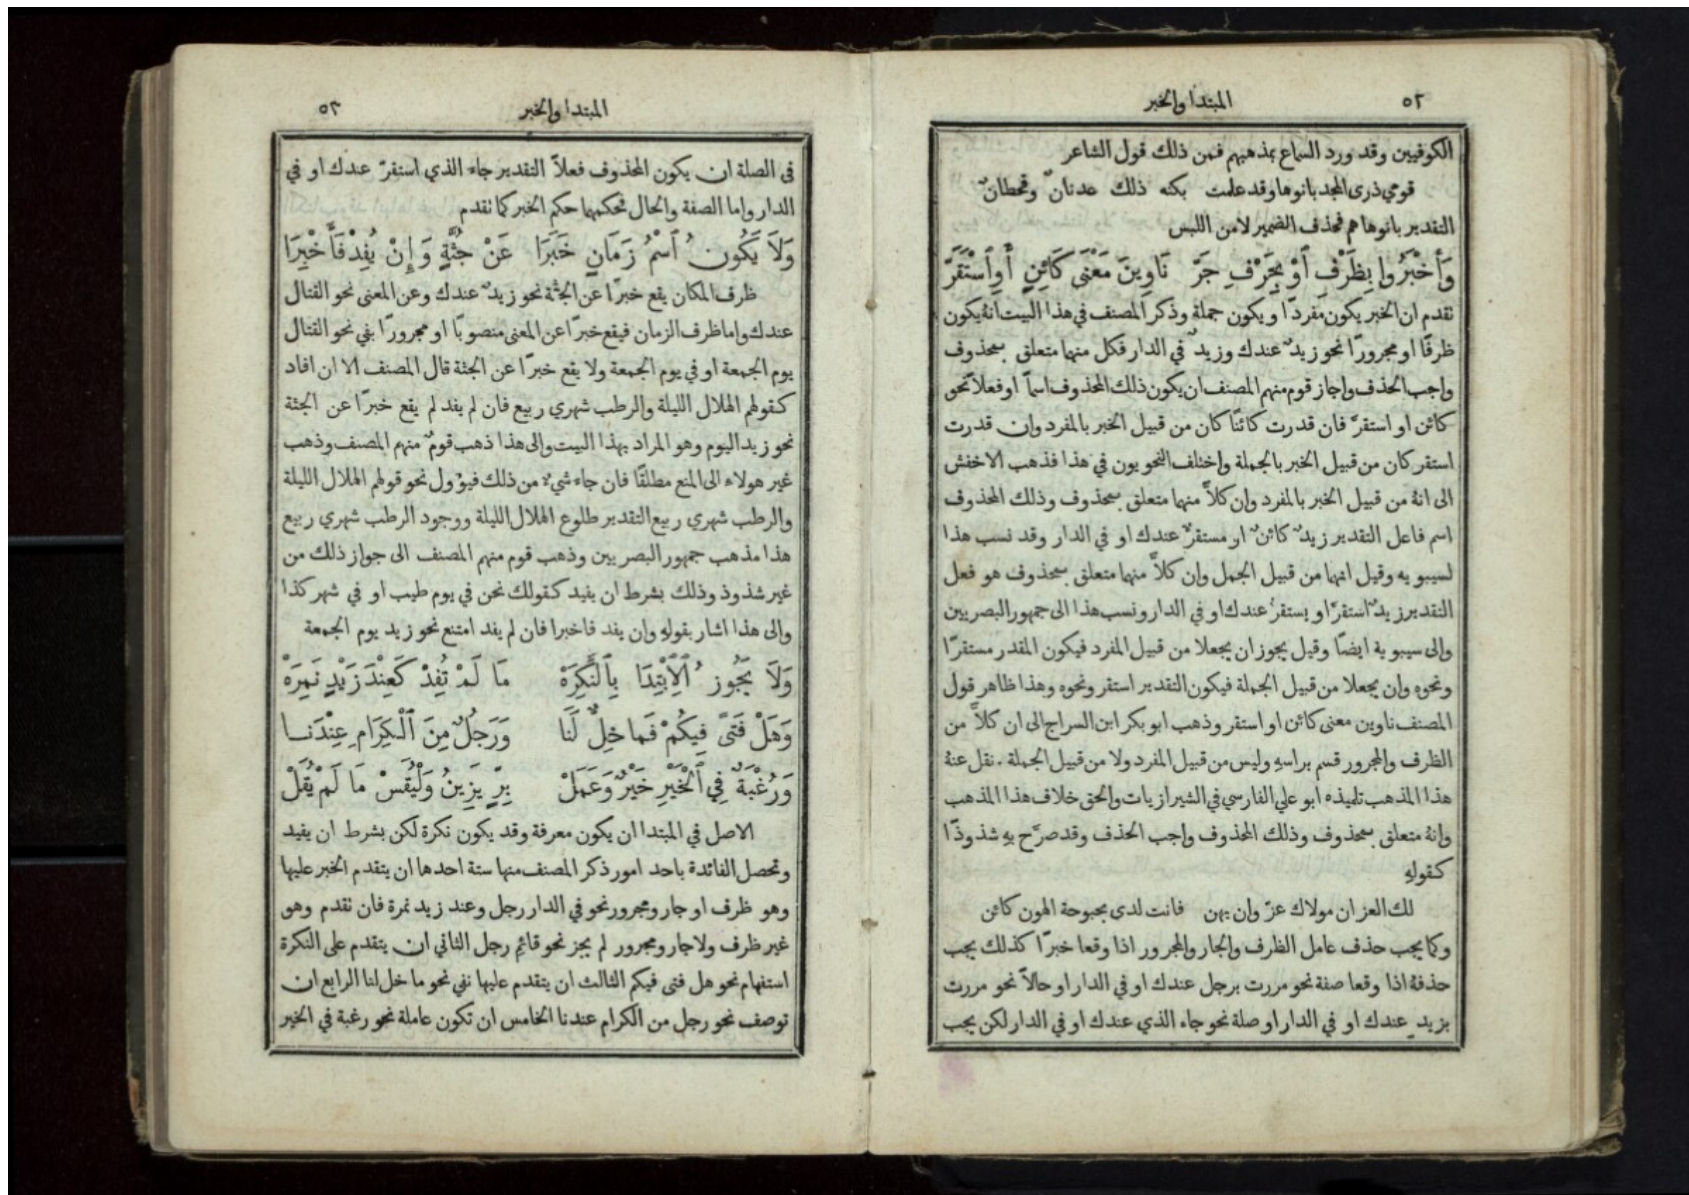 ٥٢
المبتدا والخبر
الكوفيين وقد ورد السماع بمذهبهم فمن ذلك قول الشاعر
قومي ذرى المجد بانوها وقد علمت بكنه ذلك عدنانٌ وقحطانٌ
التقدير بانوها هم فحذف الضمير لامن اللبس
وَأَخْبَرُوا بِظَرْفٍ أَوْ بِحَرْفِ جَرّ نَاوِينَ مَعْنَى كَائِنٍ أَوِ ٱسْتَقَرّ
نقدم ان الخبر يكون مفردًا ويكون جملة وذكر المصنف في هذا البيت انهُ يكون
ظرفًا او مجرورًا نحو زيدٌ عندك وزيدٌ في الدار فكل منهما متعلق بمحذوف
واجب الحذف واجاز قوم منهم المصنف ان يكون ذلك المحذوف اسمًا او فعلاً نحو
كائن او استقرَّ فان قدرت كائنًا كان من قبيل الخبر بالمفرد وان قدرت
استقر كان من قبيل الخبر بالجملة واختلف النحويون في هذا فذهب الاخفش
الى انهُ من قبيل الخبر بالمفرد وان كلاًّ منهما متعلق بمحذوف وذلك المحذوف
اسم فاعل التقدير زيدٌ كائنٌ او مستقرٌّ عندك او في الدار وقد نسب هذا
لسيبويه وقيل انهما من قبيل الجمل وان كلاًّ منهما متعلق بمحذوف هو فعل
التقدير زيدٌ استقرَّ او يستقرُّ عندك او في الدار ونسب هذا الى جمهور البصريين
والى سيبويه ايضًا وقيل يجوز ان يجعلا من قبيل المفرد فيكون المقدر مستقرًّا
ونحوه وان يجعلا من قبيل الجملة فيكون التقدير استقر ونحوه وهذا ظاهر قول
المصنف ناوين معنى كائن او استقر وذهب ابو بكر ابن السراج الى ان كلاًّ من
الظرف والمجرور قسم براسهِ وليس من قبيل المفرد ولا من قبيل الجملة . نقل عنهُ
هذا المذهب تلميذه ابو علي الفارسي في الشيرازيات والحق خلاف هذا المذهب
وانهُ متعلق بمحذوف وذلك المحذوف واجب الحذف وقد صرَّح بهِ شذوذًا
كقولهِ
لك العز ان مولاك عزّ وان يهن فانت لدى بحبوحة الهون كائن
وكما يجب حذف عامل الظرف والجار والمجرور اذا وقعا خبرًا كذلك يجب
حذفهُ اذا وقعا صفة نحو مررت برجل عندك او في الدار او حالاً نحو مررت
بزيدٍ عندك او في الدار او صلة نحو جاء الذي عندك او في الدار لكن يجب
المبتدا والخبر
٥٣
في الصلة ان يكون المحذوف فعلاً التقدير جاء الذي استقرّ عندك او في
الدار واما الصفة والحال فحكمهما حكم الخبر كما نقدم
وَلاَ يَكُونُ ٱسْمُ زَمَانٍ خَبَرَا عَنْ جُثَّةٍ وَإِنْ يُفِدْ فَأَخْبِرَا
ظرف المكان يقع خبرًا عن الجثة نحو زيدٌ عندك وعن المعنى نحو القتال
عندك واما ظرف الزمان فيقع خبرًا عن المعنى منصوبًا او مجرورًا بفي نحو القتال
يوم الجمعة او في يوم الجمعة ولا يقع خبرًا عن الجثة قال المصنف الا ان افاد
كقولهم الهلال الليلة والرطب شهري ربيع فان لم يفد لم يقع خبرًا عن الجثة
نحو زيد اليوم وهو المراد بهذا البيت والى هذا ذهب قومٌ منهم المصنف وذهب
غير هولاء الى المنع مطلقًا فان جاء شيءٌ من ذلك فيوٴول نحو قولهم الهلال الليلة
والرطب شهري ربيع التقدير طلوع الهلال الليلة ووجود الرطب شهري ربيع
هذا مذهب جمهور البصريين وذهب قوم منهم المصنف الى جواز ذلك من
غير شذوذ وذلك بشرط ان يفيد كقولك نحن في يوم طيب او في شهر كذا
والى هذا اشار بقولهِ وان يفد فاخبرا فان لم يفد امتنع نحو زيد يوم الجمعة
وَلاَ يَجُوزُ ٱلِٱبْتِدَا بِٱلنَّكِرَهْ مَا لَمْ تُفِدْ كَعِنْدَ زَيْدٍ نَمِرَهْ
وَهَلْ فَتًى فِيكُمْ فَمَا خِلٌّ لَنَا وَرَجُلٌ مِنَ ٱلْكِرَامِ عِنْدَنَا
وَرُغْبَةٌ فِي ٱلْخَيْرِ خَيْرٌ وَعَمَلْ بِرٍّ يَزِينُ وَلْيُقَسْ مَا لَمْ يُقَلْ
الاصل في المبتدا ان يكون معرفة وقد يكون نكرة لكن بشرط ان يفيد
وتحصل الفائدة باحد امور ذكر المصنف منها ستة احدها ان يتقدم الخبر عليها
وهو ظرف او جار ومجرور نحو في الدار رجل وعند زيد نمرة فان نقدم وهو
غير ظرف ولا جار ومجرور لم يجز نحو قائم رجل الثاني ان يتقدم على النكرة
استفهام نحو هل فتى فيكم الثالث ان يتقدم عليها نفي نحو ما خل لنا الرابع ان
توصف نحو رجل من الكرام عندنا الخامس ان تكون عاملة نحو رغبة في الخير